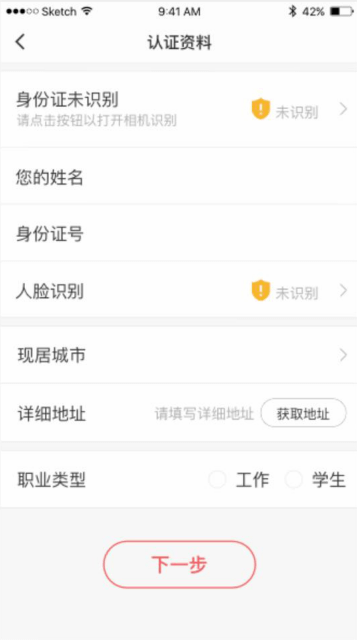 Sketch 9:41 AM 42%
认证资料
身份证未识别
请点击按钮以打开相机识别
未识别
您的姓名
身份证号
人脸识别 未识别
现居城市
详细地址 请填写详细地址 获取地址
职业类型 工作 学生
下一步